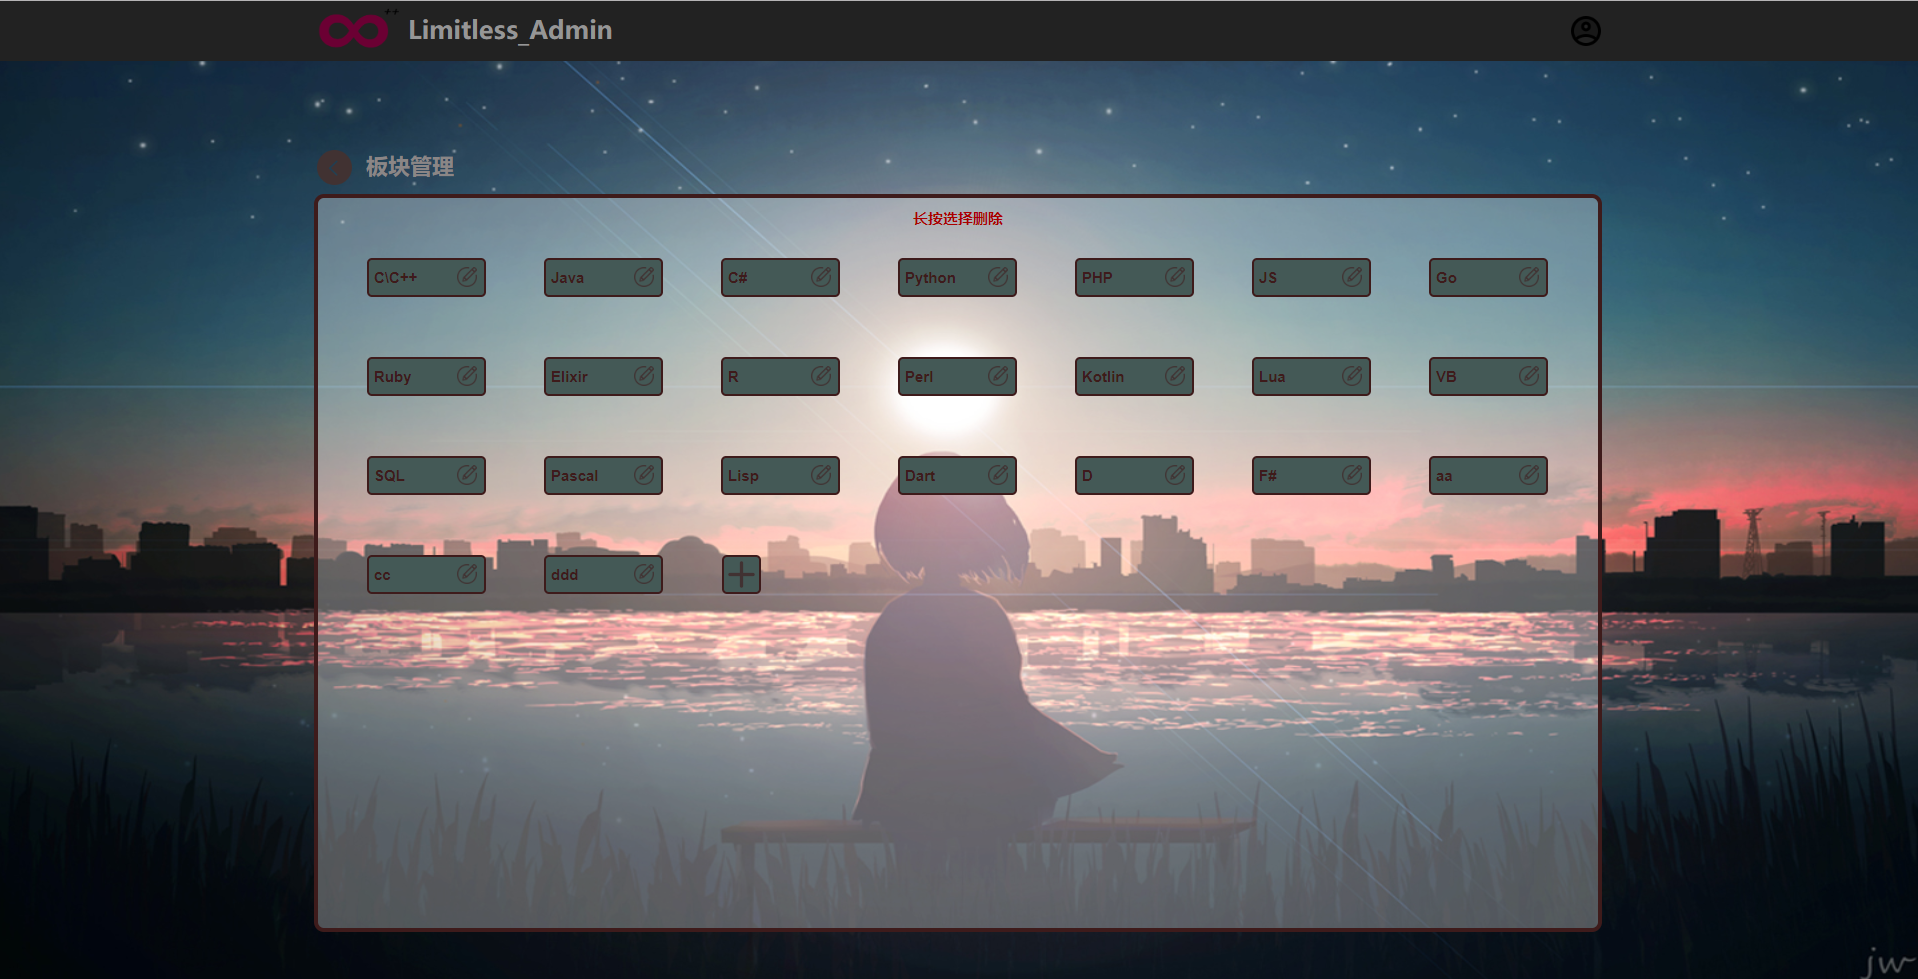 Limitless_Admin
板块管理
长按选择删除
C\C++
Java
C#
Python
PHP
JS
Go
Ruby
Elixir
R
Perl
Kotlin
Lua
VB
SQL
Pascal
Lisp
Dart
D
F#
aa
cc
ddd
jw